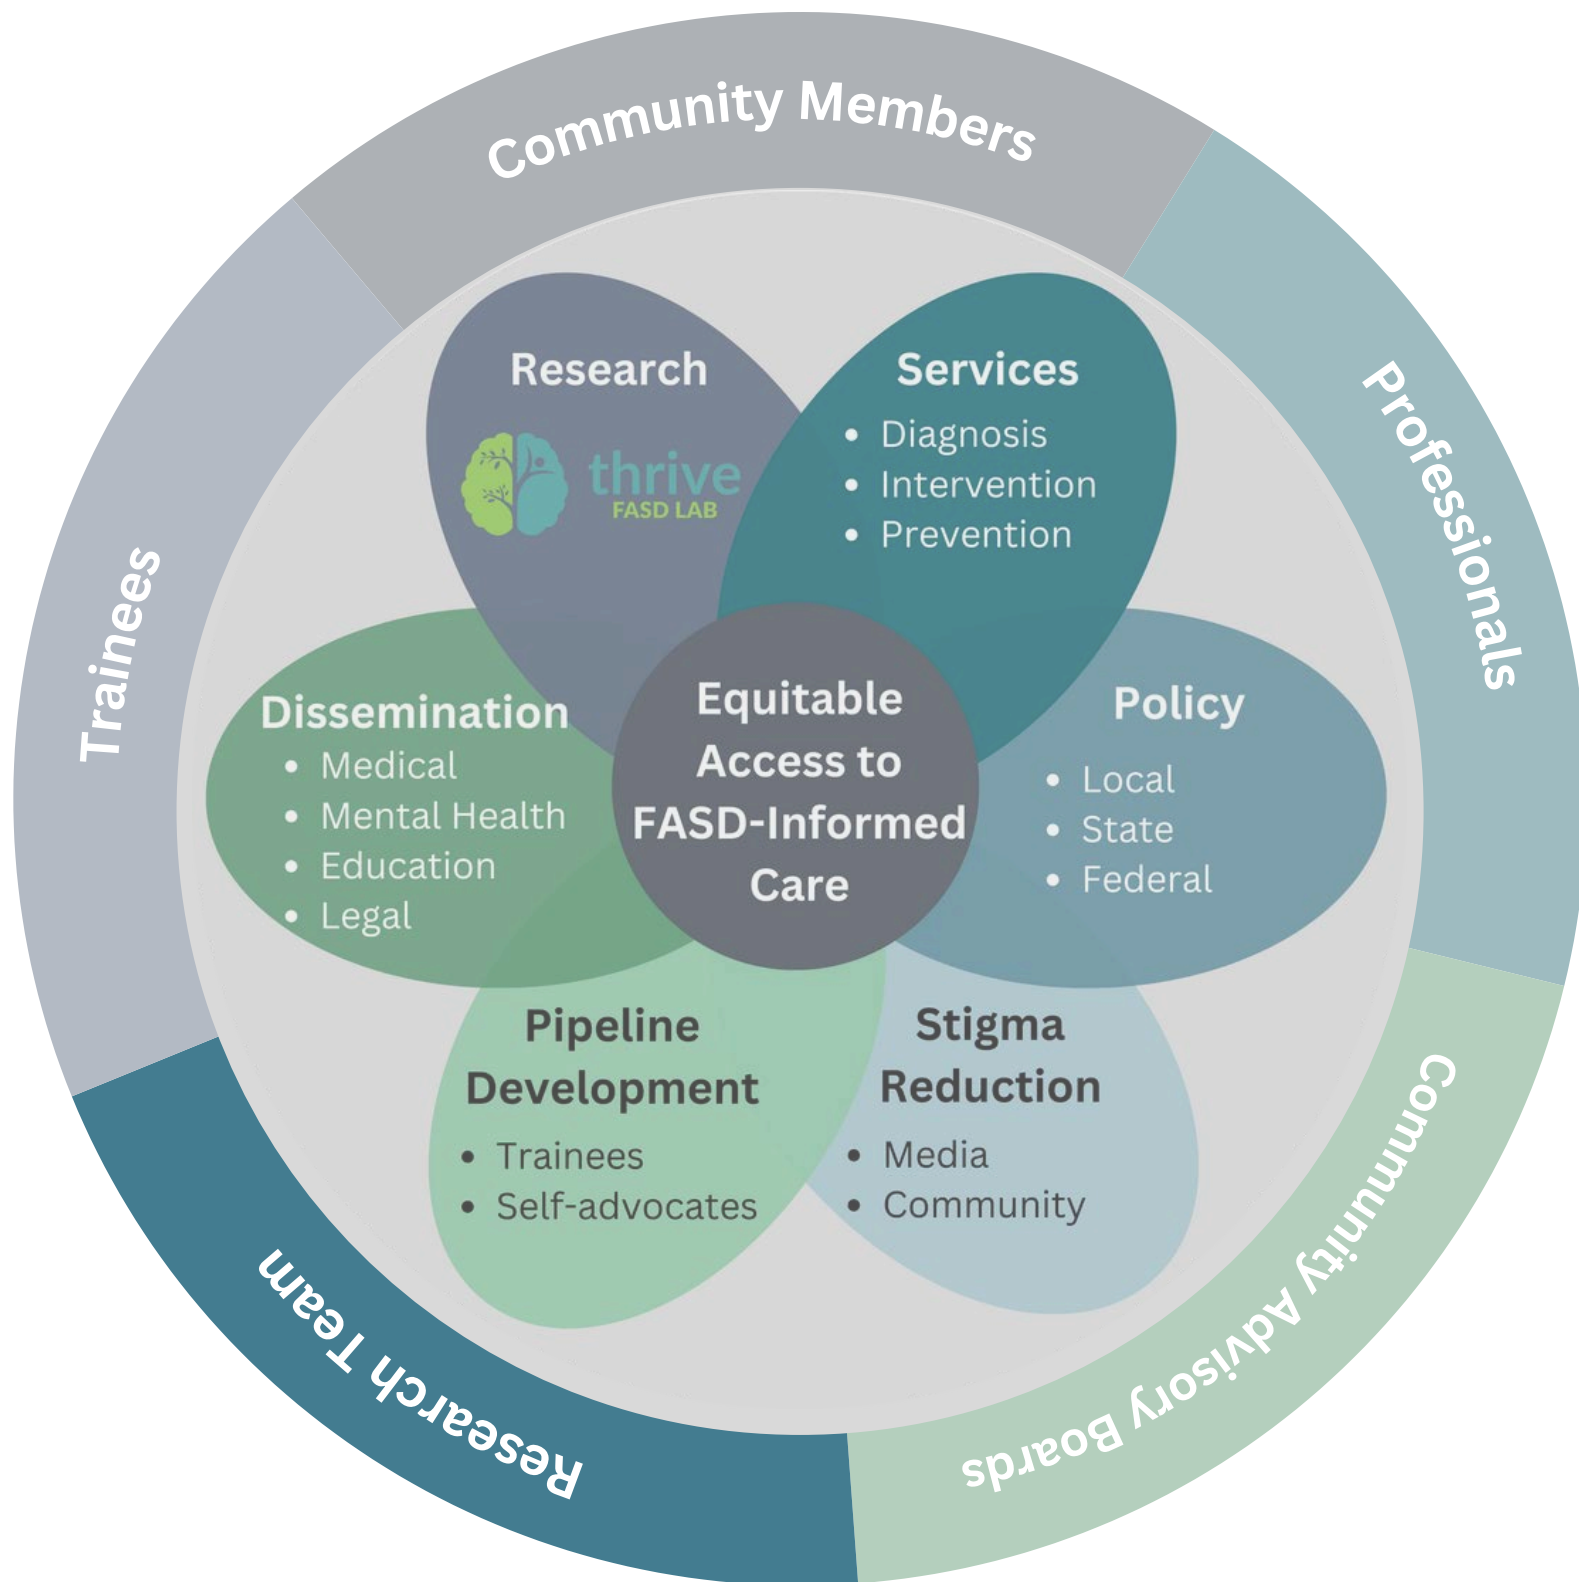 Community Members
Professionals
Community Advisory Boards
Research Team
Trainees
Research
thrive
FASD LAB
Services
• Diagnosis
• Intervention
• Prevention
Policy
• Local
• State
• Federal
Stigma
Reduction
• Media
• Community
Pipeline
Development
• Trainees
• Self-advocates
Dissemination
• Medical
• Mental Health
• Education
• Legal
Equitable
Access to
FASD-Informed
Care